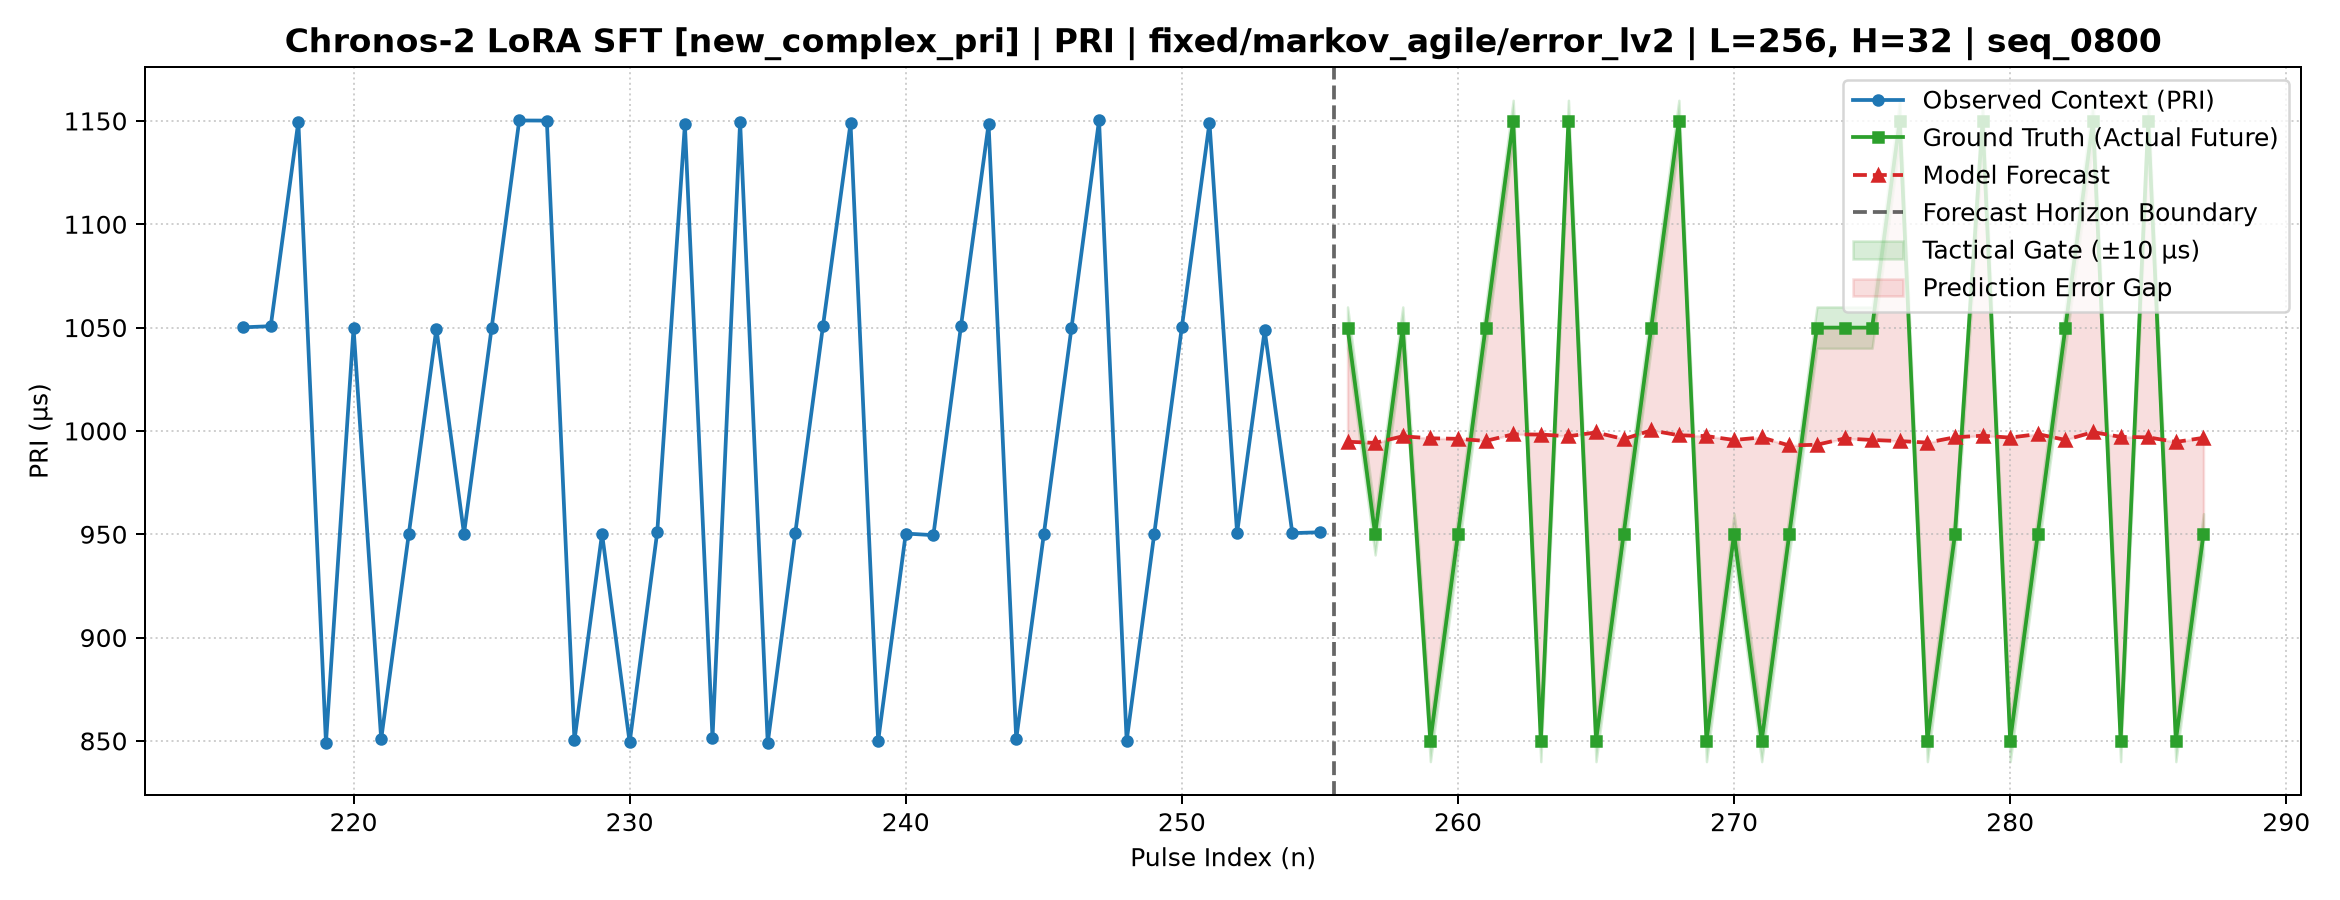 Chronos-2 LoRA SFT [new_complex_pri] | PRI | fixed/markov_agile/error_lv2 | L=256, H=32 | seq_0800
Observed Context (PRI)
Ground Truth (Actual Future)
Model Forecast
Forecast Horizon Boundary
Tactical Gate (±10 µs)
Prediction Error Gap
PRI (µs)
1150
1100
1050
1000
950
900
850
220
230
240
250
260
270
280
290
Pulse Index (n)